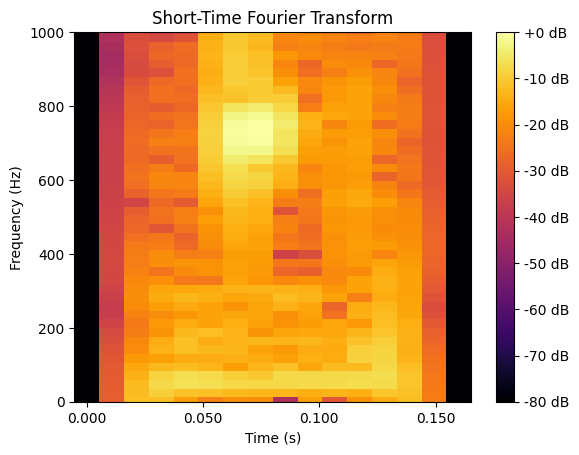 Short-Time Fourier Transform
Frequency (Hz)
1000
800
600
400
200
0
0.000
0.050
0.100
0.150
Time (s)
+0 dB
-10 dB
-20 dB
-30 dB
-40 dB
-50 dB
-60 dB
-70 dB
-80 dB